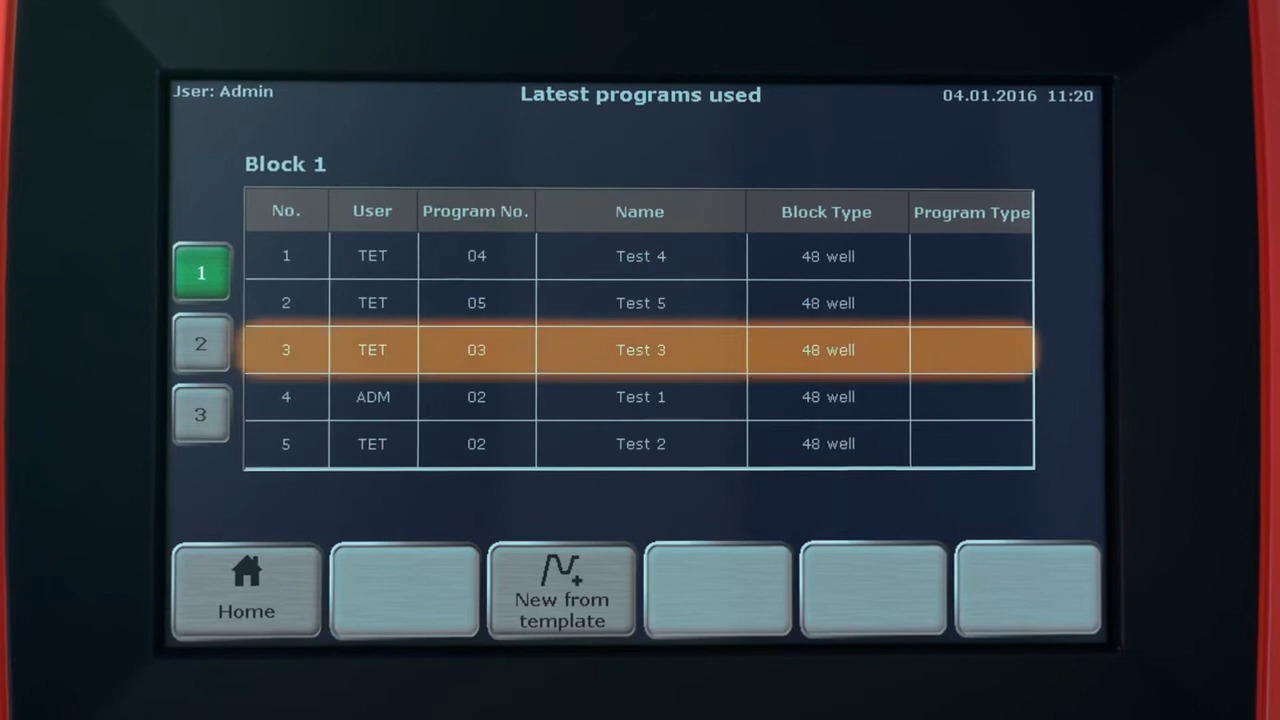 Jser: Admin Latest programs used 04.01.2016 11:20
Block 1
No. User Program No. Name Block Type Program Type
1 TET 04 Test 4 48 well
2 TET 05 Test 5 48 well
3 TET 03 Test 3 48 well
4 ADM 02 Test 1 48 well
5 TET 02 Test 2 48 well
1
2
3
Home
New from
template